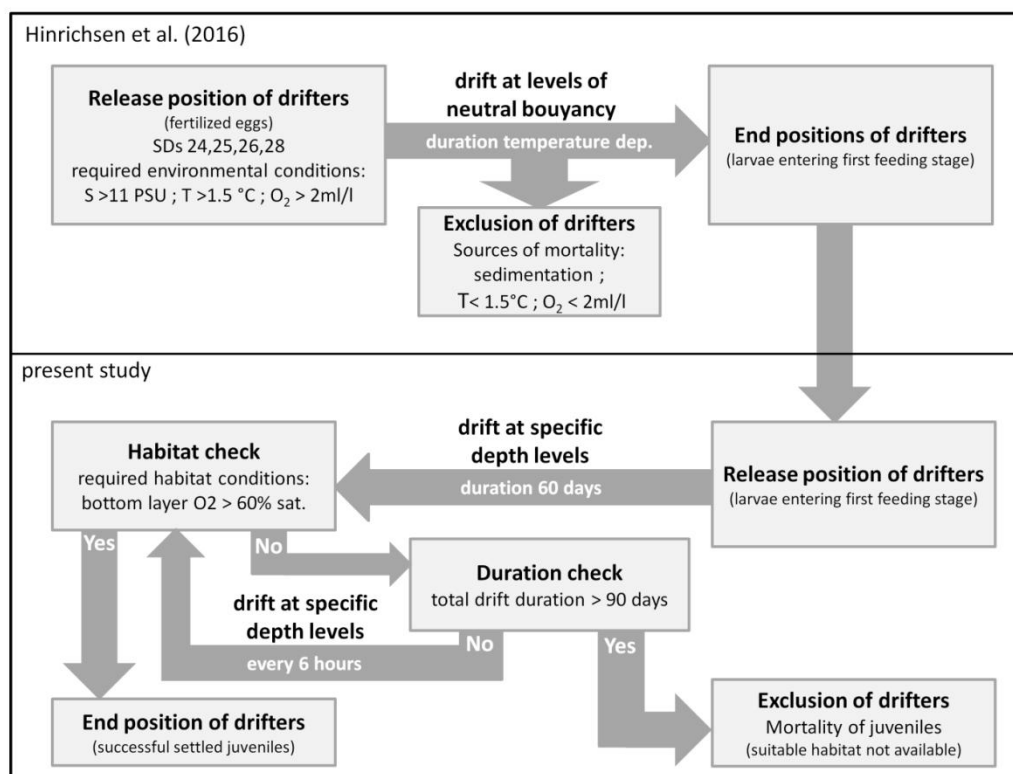 Hinrichsen et al. (2016)
Release position of drifters
(fertilized eggs)
SDs 24,25,26,28
required environmental conditions:
S >11 PSU ; T >1.5 °C ; O₂ > 2ml/l
drift at levels of
neutral bouyancy
duration temperature dep.
End positions of drifters
(larvae entering first feeding stage)
Exclusion of drifters
Sources of mortality:
sedimentation ;
T< 1.5°C ; O₂ < 2ml/l
present study
Habitat check
required habitat conditions:
bottom layer O2 > 60% sat.
drift at specific
depth levels
duration 60 days
Release position of drifters
(larvae entering first feeding stage)
Yes
No
Duration check
total drift duration > 90 days
drift at specific
depth levels
every 6 hours
No
Yes
End position of drifters
(successful settled juveniles)
Exclusion of drifters
Mortality of juveniles
(suitable habitat not available)